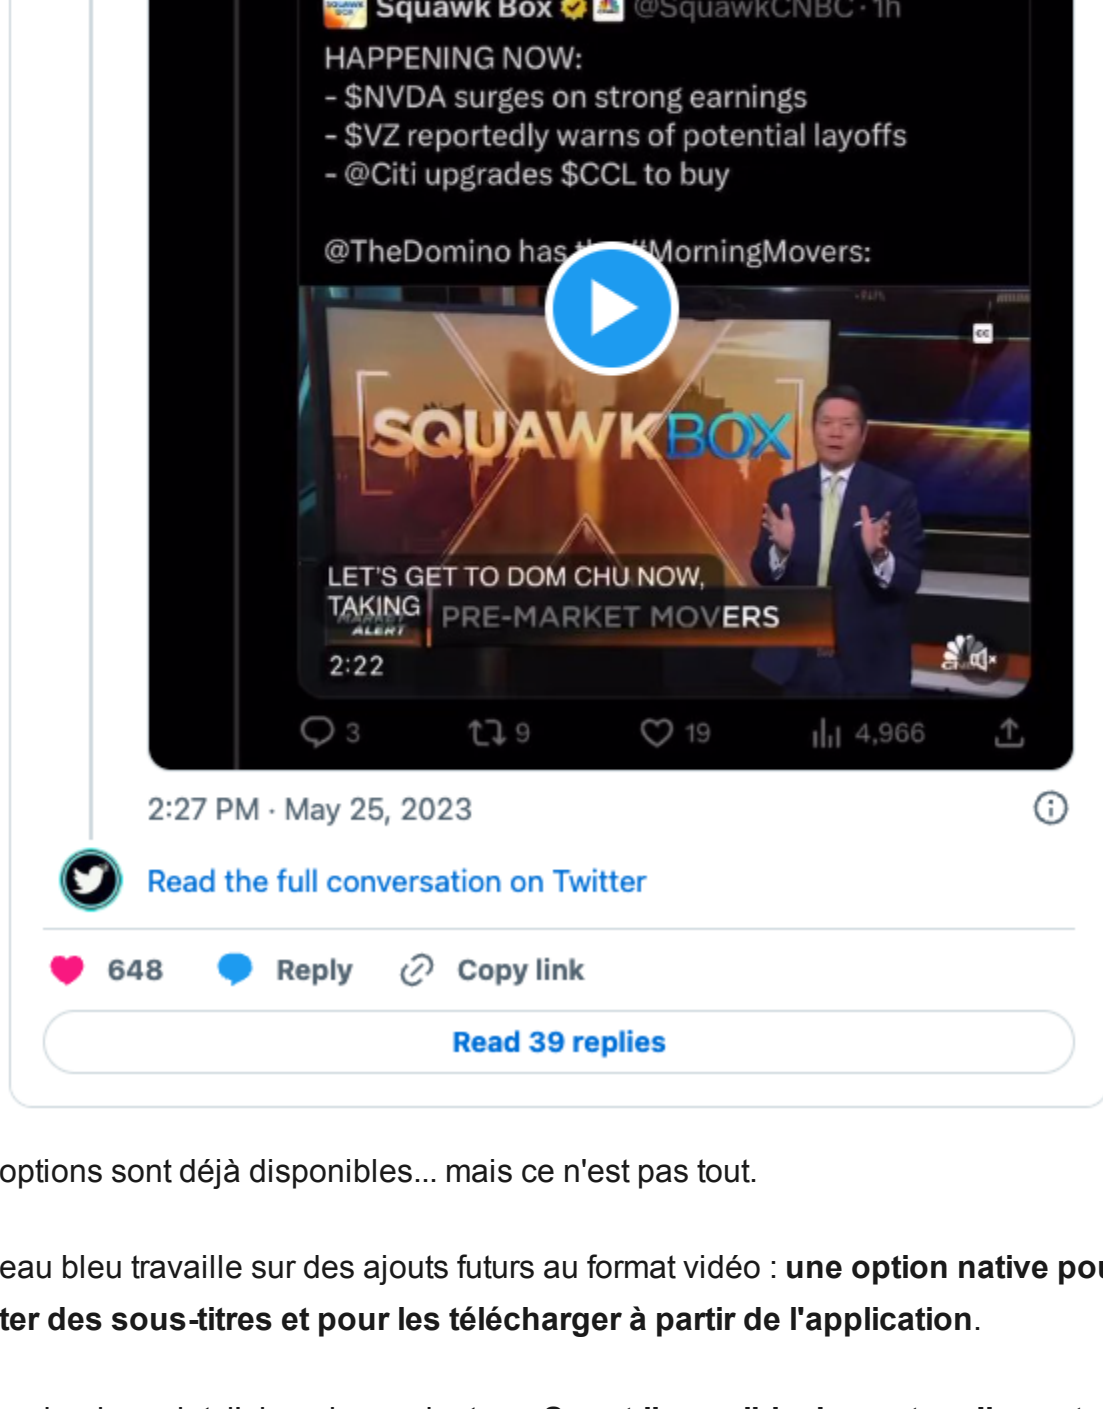 Squawk Box @SquawkCNBC · 1h
HAPPENING NOW:
- $NVDA surges on strong earnings
- $VZ reportedly warns of potential layoffs
- @Citi upgrades $CCL to buy
@TheDomino has #MorningMovers:
CC
SQUAWK BOX
LET'S GET TO DOM CHU NOW,
TAKING
MARKET
ALERT
PRE-MARKET MOVERS
2:22
3 9 19 4,966
2:27 PM · May 25, 2023
Read the full conversation on Twitter
648 Reply Copy link
Read 39 replies
options sont déjà disponibles... mais ce n'est pas tout.
eau bleu travaille sur des ajouts futurs au format vidéo : une option native pou
ter des sous-titres et pour les télécharger à partir de l'application.